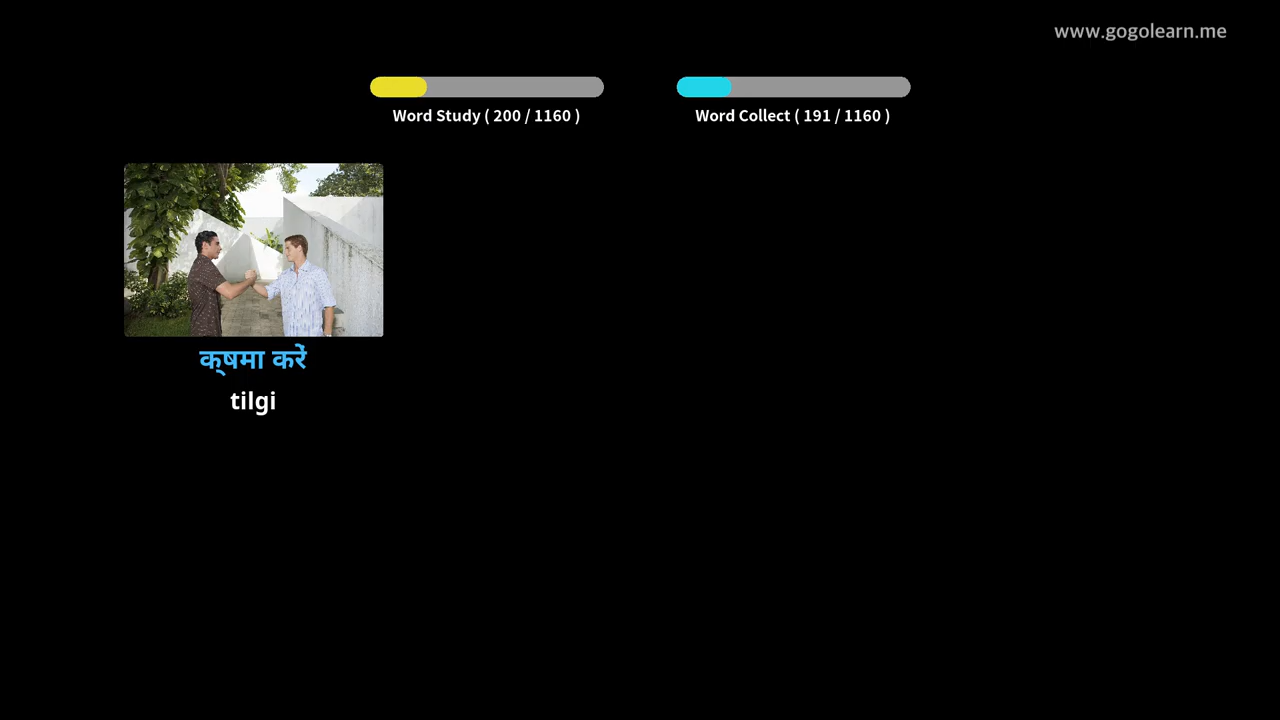 www.gogolearn.me
Word Study ( 200 / 1160 )
Word Collect ( 191 / 1160 )
क्षमा करें
tilgi